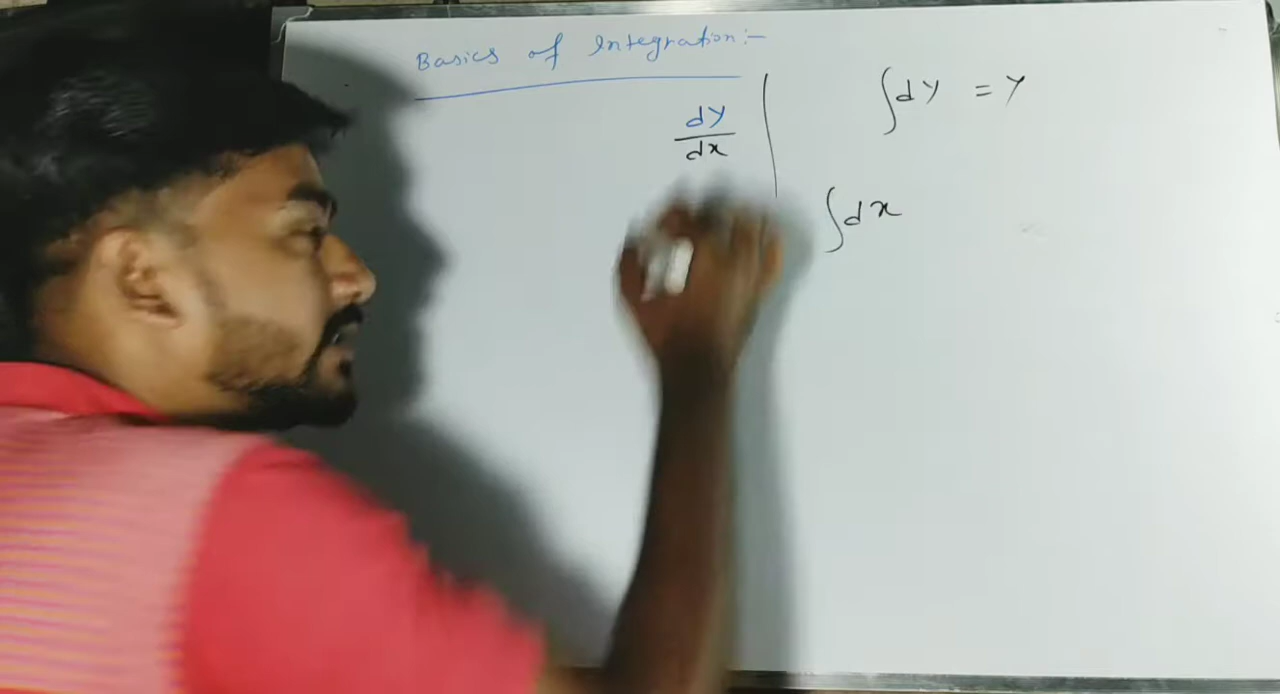 Basics of Integration:-
dy/dx
∫dy = y
∫dx